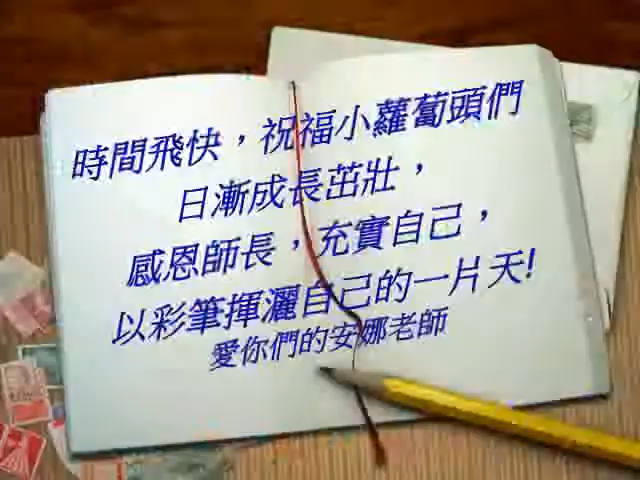 時間飛快，祝福小蘿蔔頭們
日漸成長茁壯，
感恩師長，充實自己，
以彩筆揮灑自己的一片天!
愛你們的安娜老師